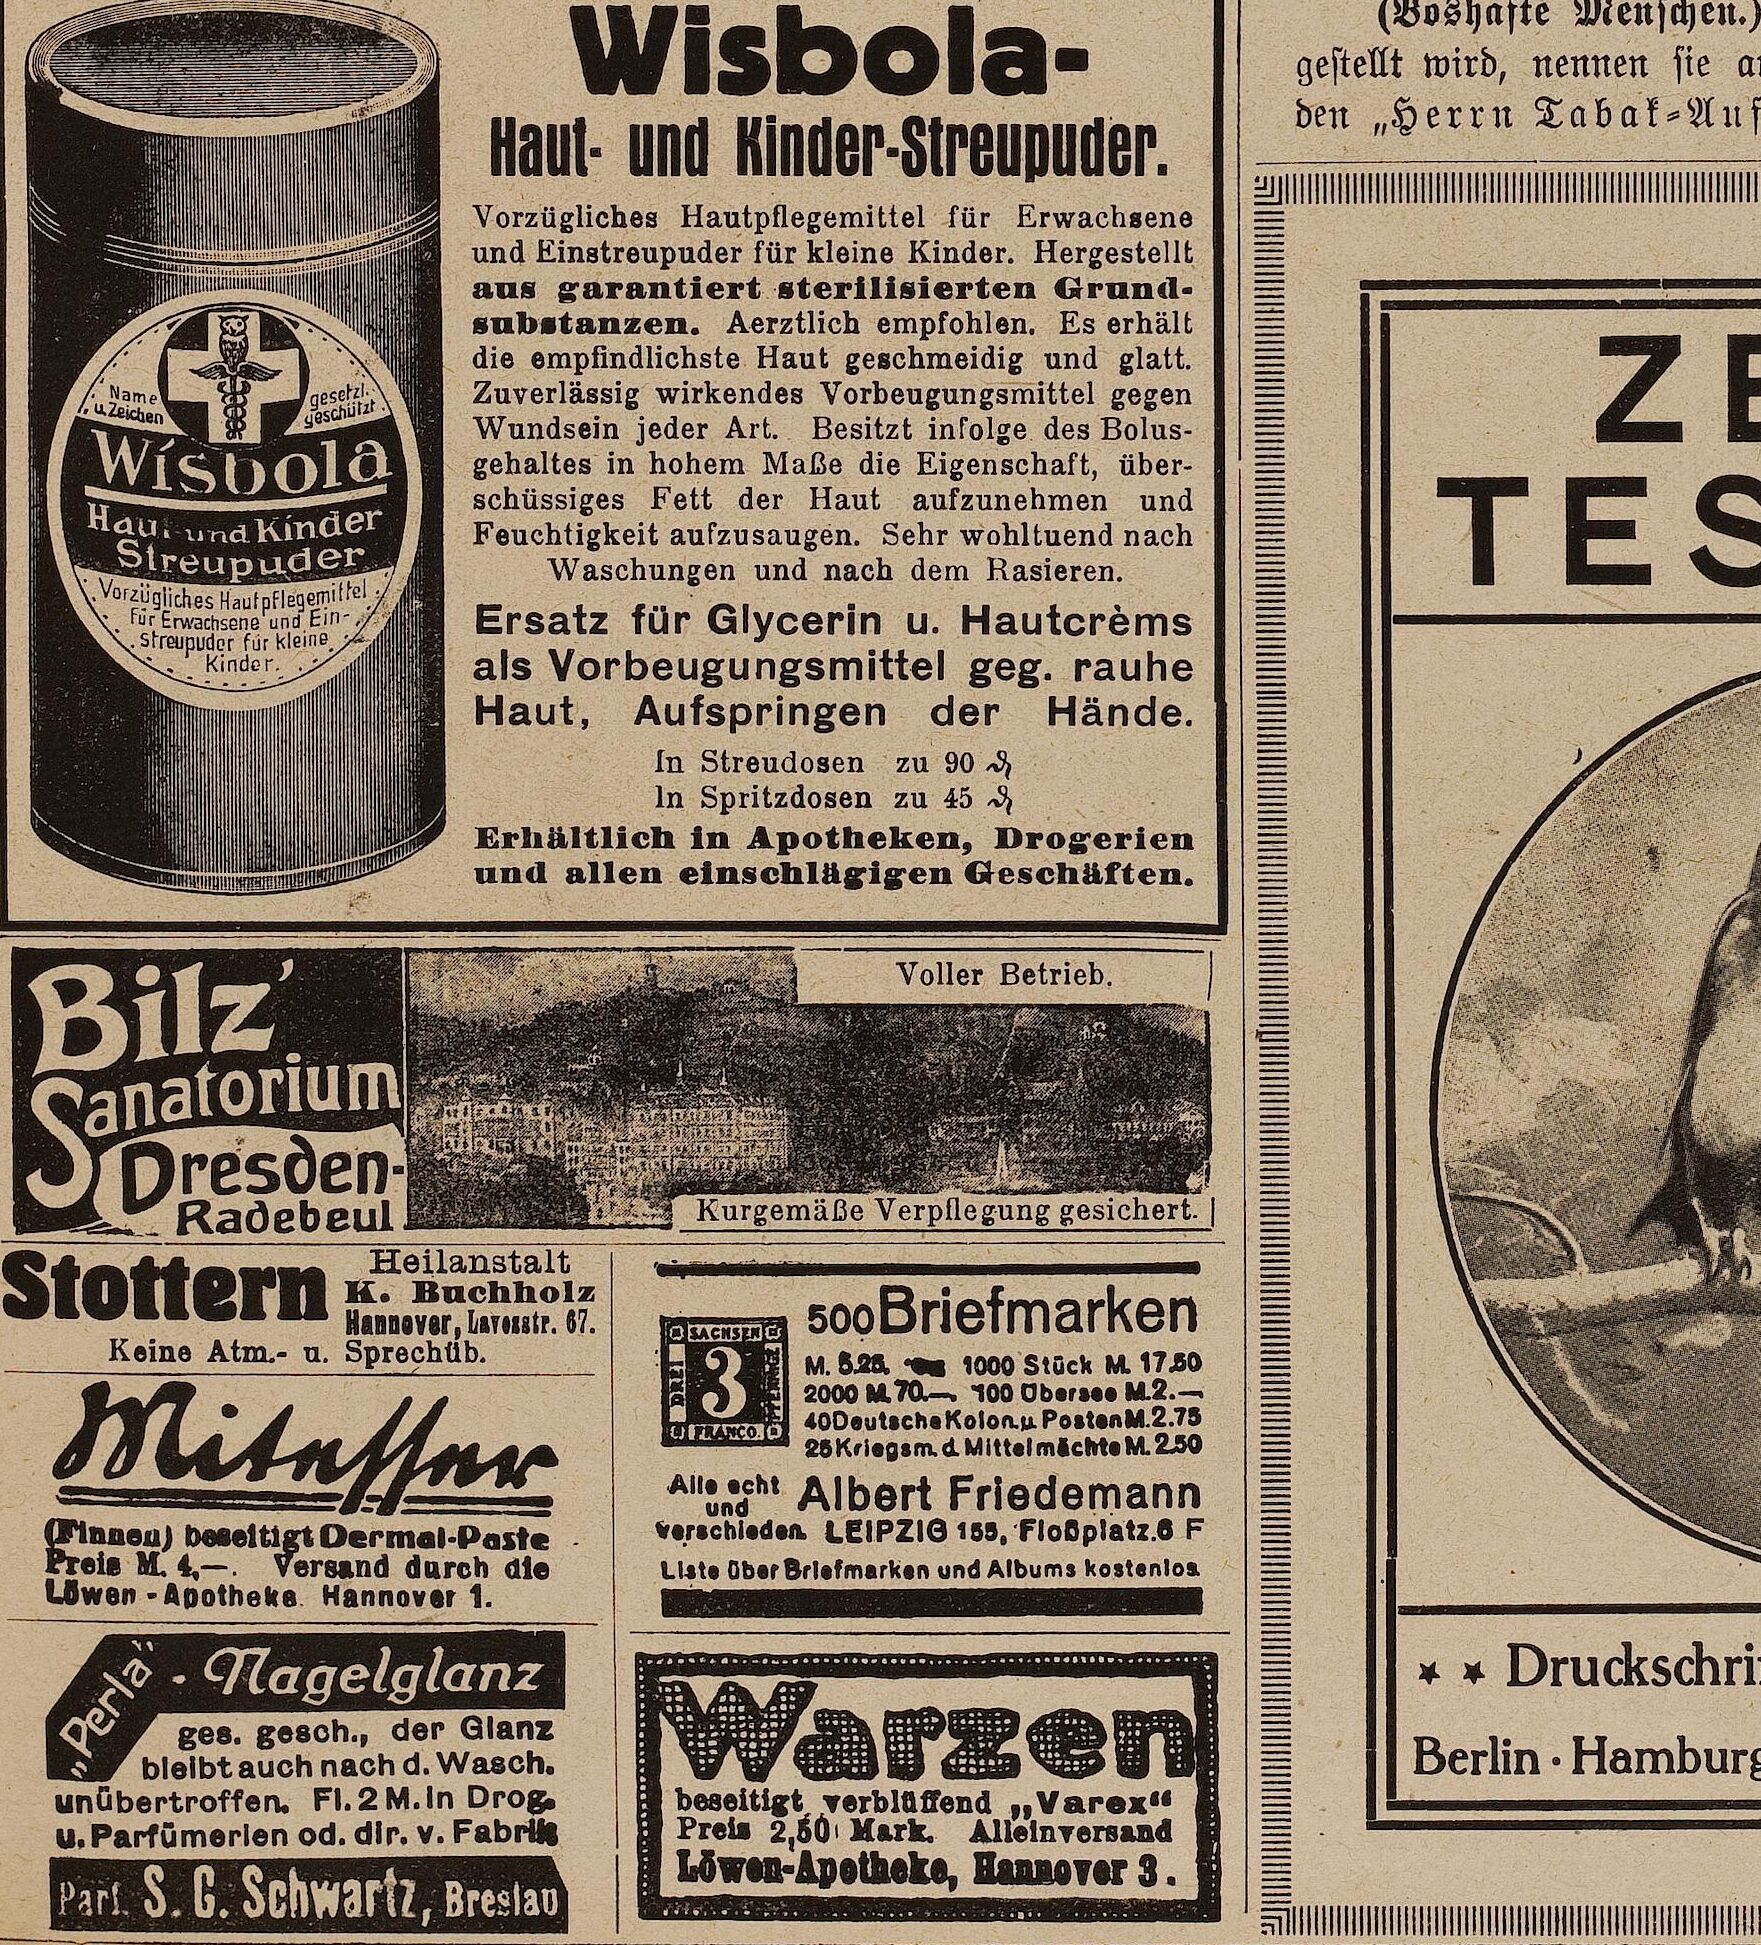 Wisbola-
Haut- und Kinder-Streupuder.
Vorzügliches Hautpflegemittel für Erwachsene
und Einstreupuder für kleine Kinder. Hergestellt
aus garantiert sterilisierten Grund-
substanzen. Aerztlich empfohlen. Es erhält
die empfindlichste Haut geschmeidig und glatt.
Zuverlässig wirkendes Vorbeugungsmittel gegen
Wundsein jeder Art. Besitzt infolge des Bolus-
gehaltes in hohem Maße die Eigenschaft, über-
schüssiges Fett der Haut aufzunehmen und
Feuchtigkeit aufzusaugen. Sehr wohltuend nach
Waschungen und nach dem Rasieren.
Ersatz für Glycerin u. Hautcrèms
als Vorbeugungsmittel geg. rauhe
Haut, Aufspringen der Hände.
In Streudosen zu 90 ₰
In Spritzdosen zu 45 ₰
Erhältlich in Apotheken, Drogerien
und allen einschlägigen Geschäften.
Name gesetzl.
u. Zeichen geschützt
Wisbola
Haut und Kinder
Streupuder
Vorzügliches Hautpflegemittel
für Erwachsene und Ein-
streupuder für kleine
Kinder.
Bilz'
Sanatorium
Dresden-
Radebeul
Voller Betrieb.
Kurgemäße Verpflegung gesichert.
Stottern
Heilanstalt
K. Buchholz
Hannover, Lavesstr. 67.
Keine Atm.- u. Sprechüb.
Mitesser
(Finnen) beseitigt Dermal-Paste
Preis M. 4,—. Versand durch die
Löwen-Apotheke Hannover 1.
„Perla“ - Nagelglanz
ges. gesch., der Glanz
bleibt auch nach d. Wasch.
unübertroffen. Fl. 2 M. In Drog.
u. Parfümerien od. dir. v. Fabrik
Parf. S. G. Schwartz, Breslau
SACHSEN
DREI
3
PFENNIGE
FRANCO.
500 Briefmarken
M. 5.25, 1000 Stück M. 17.50
2000 M. 70.— 100 Übersee M. 2.—
40 Deutsche Kolon. u. Posten M. 2.75
25 Kriegsm. d. Mittelmächte M. 2.50
Alle echt
und
verschieden.
Albert Friedemann
LEIPZIG 155, Floßplatz. 6 F
Liste über Briefmarken und Albums kostenlos
Warzen
beseitigt verblüffend „Varex“
Preis 2,50 Mark. Alleinversand
Löwen-Apotheke, Hannover 3.
(Boshafte Menschen.)
gestellt wird, nennen sie
den „Herrn Tabak-Auf
ZE
TES
★ ★ Druckschri
Berlin · Hamburg